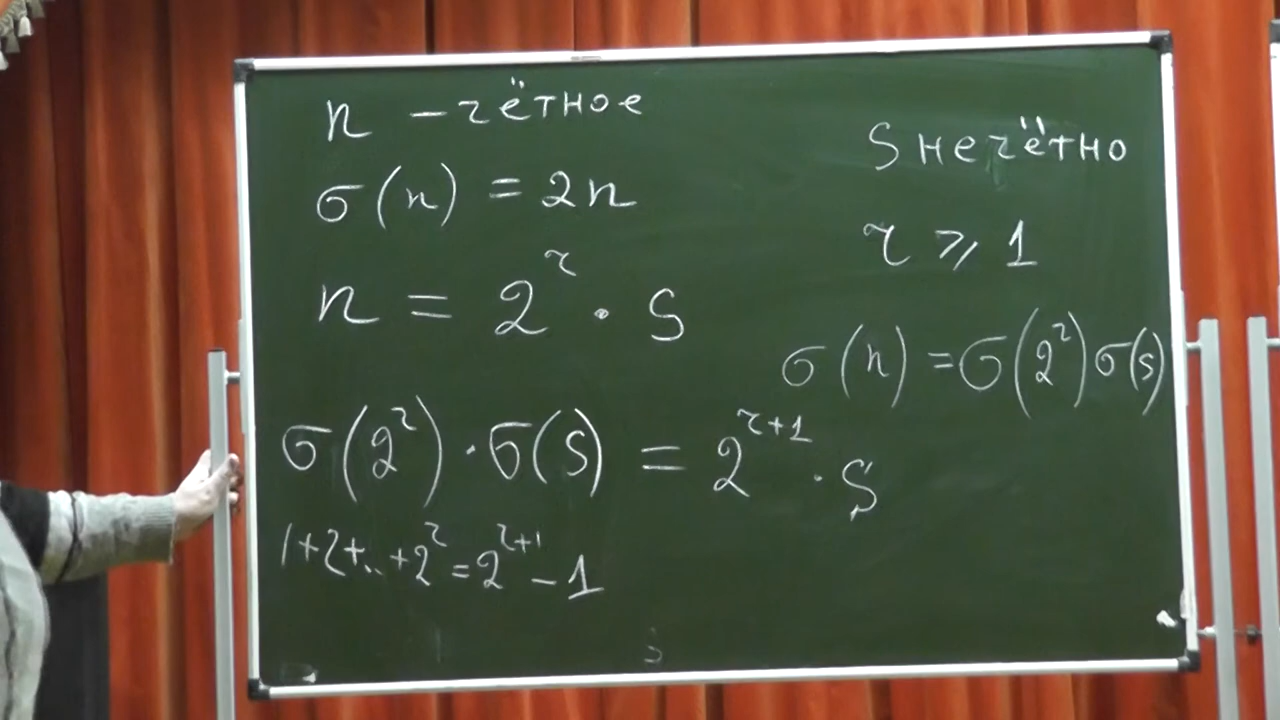 n – чётное
σ(n) = 2n
n = 2^r · s
s нечётно
r ⩾ 1
σ(n) = σ(2^r)σ(s)
σ(2^r) · σ(s) = 2^{r+1} · s
1+2+..+2^r = 2^{r+1} – 1